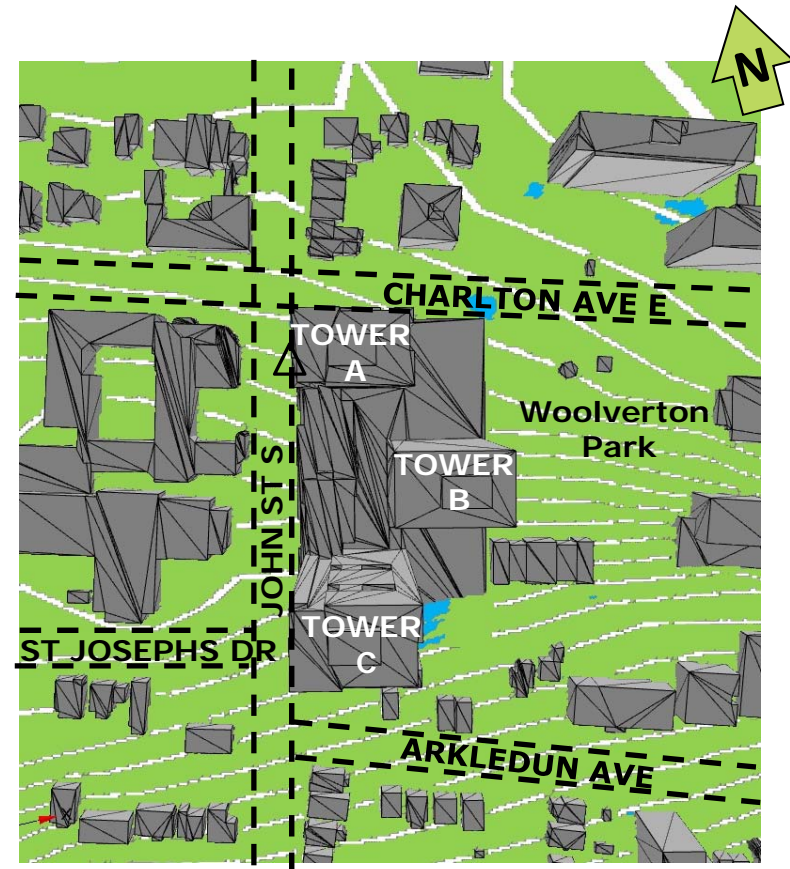 N
CHARLTON AVE E
TOWER
A
Woolverton
Park
TOWER
B
JOHN ST S
TOWER
C
ST JOSEPHS DR
ARKLEDUN AVE